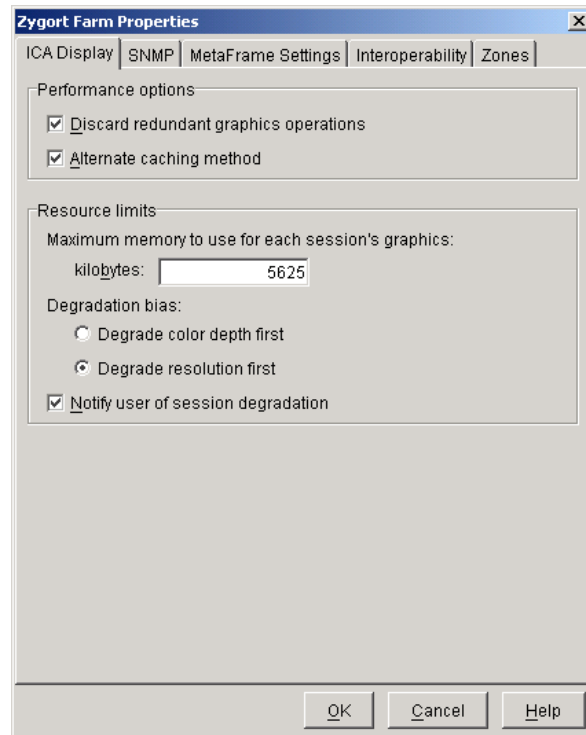 Zygort Farm Properties
ICA Display SNMP MetaFrame Settings Interoperability Zones
Performance options
Discard redundant graphics operations
Alternate caching method
Resource limits
Maximum memory to use for each session's graphics:
kilobytes: 5625
Degradation bias:
Degrade color depth first
Degrade resolution first
Notify user of session degradation
OK Cancel Help